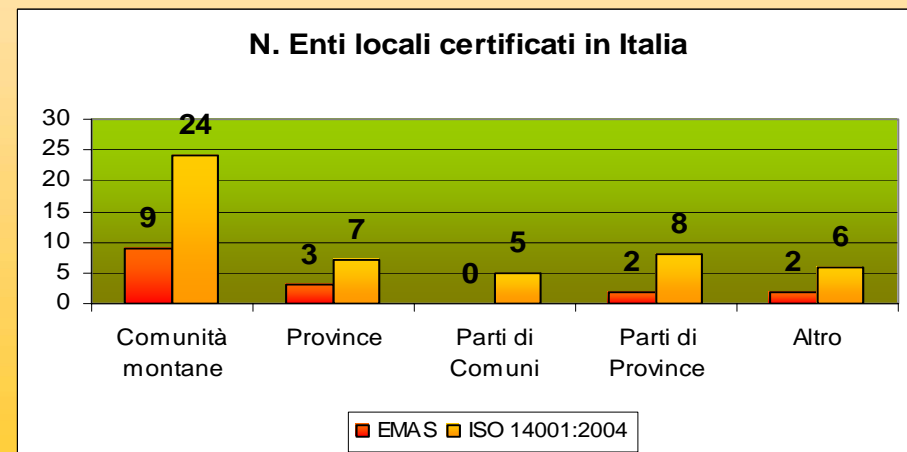 N. Enti locali certificati in Italia
30
25
20
15
10
5
0
9
24
3
7
0
5
2
8
2
6
Comunità
montane
Province
Parti di
Comuni
Parti di
Province
Altro
EMAS
ISO 14001:2004